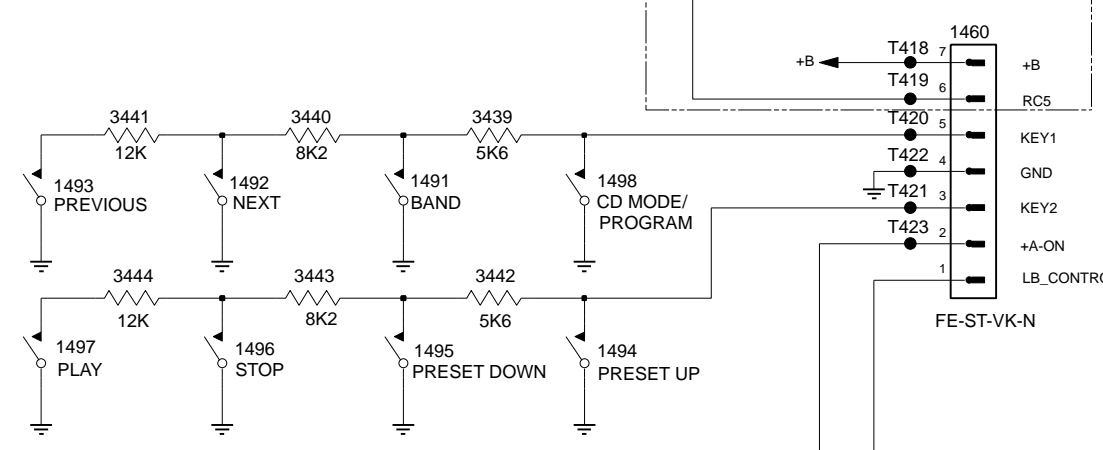 1460
T418 7
+B
+B
T419 6
RC5
3441 3440 3439
T420 5
KEY1
12K 8K2 5K6
T422 4
GND
1493
PREVIOUS
1492
NEXT
1491
BAND
1498
CD MODE/
PROGRAM
T421 3
KEY2
T423 2
+A-ON
3444 3443 3442
1
LB_CONTRO
12K 8K2 5K6
FE-ST-VK-N
1497
PLAY
1496
STOP
1495
PRESET DOWN
1494
PRESET UP